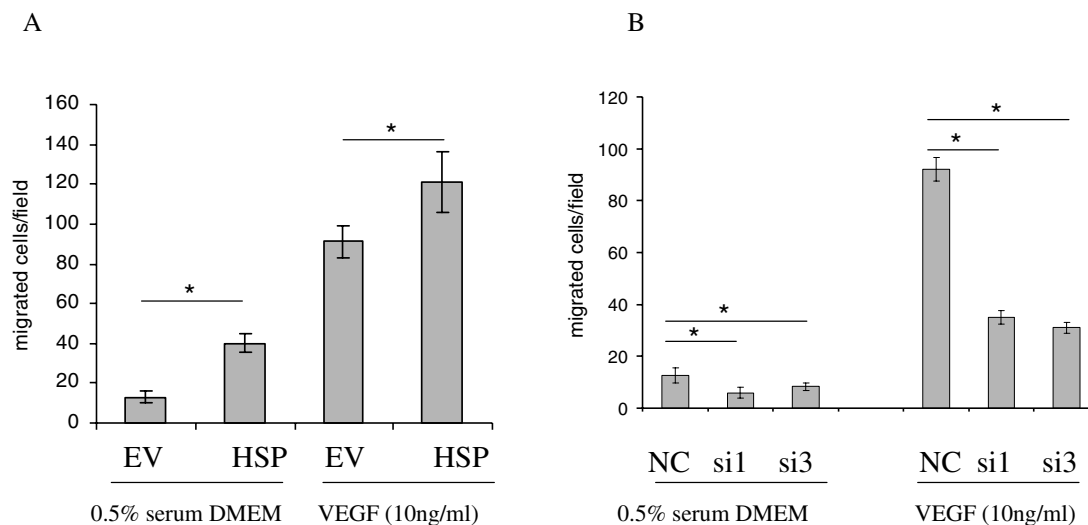 A
migrated cells/field
160
140
120
100
80
60
40
20
0
*
*
EV HSP EV HSP
0.5% serum DMEM VEGF (10ng/ml)
B
migrated cells/field
120
100
80
60
40
20
0
*
*
*
*
NC si1 si3 NC si1 si3
0.5% serum DMEM VEGF (10ng/ml)